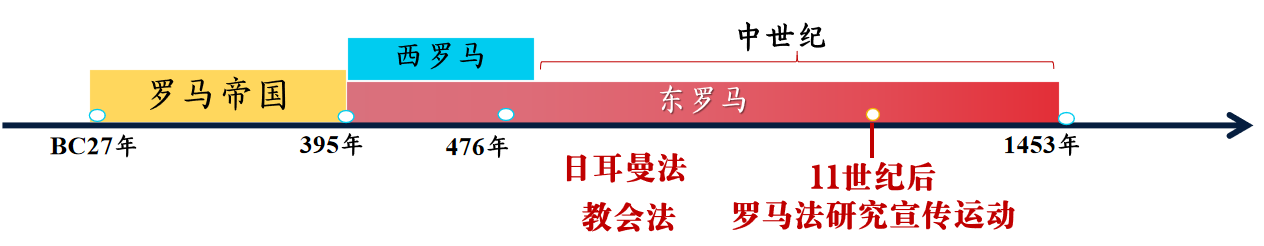 中世纪
西罗马
罗马帝国
东罗马
BC27年
395年
476年
1453年
日耳曼法
教会法
11世纪后
罗马法研究宣传运动